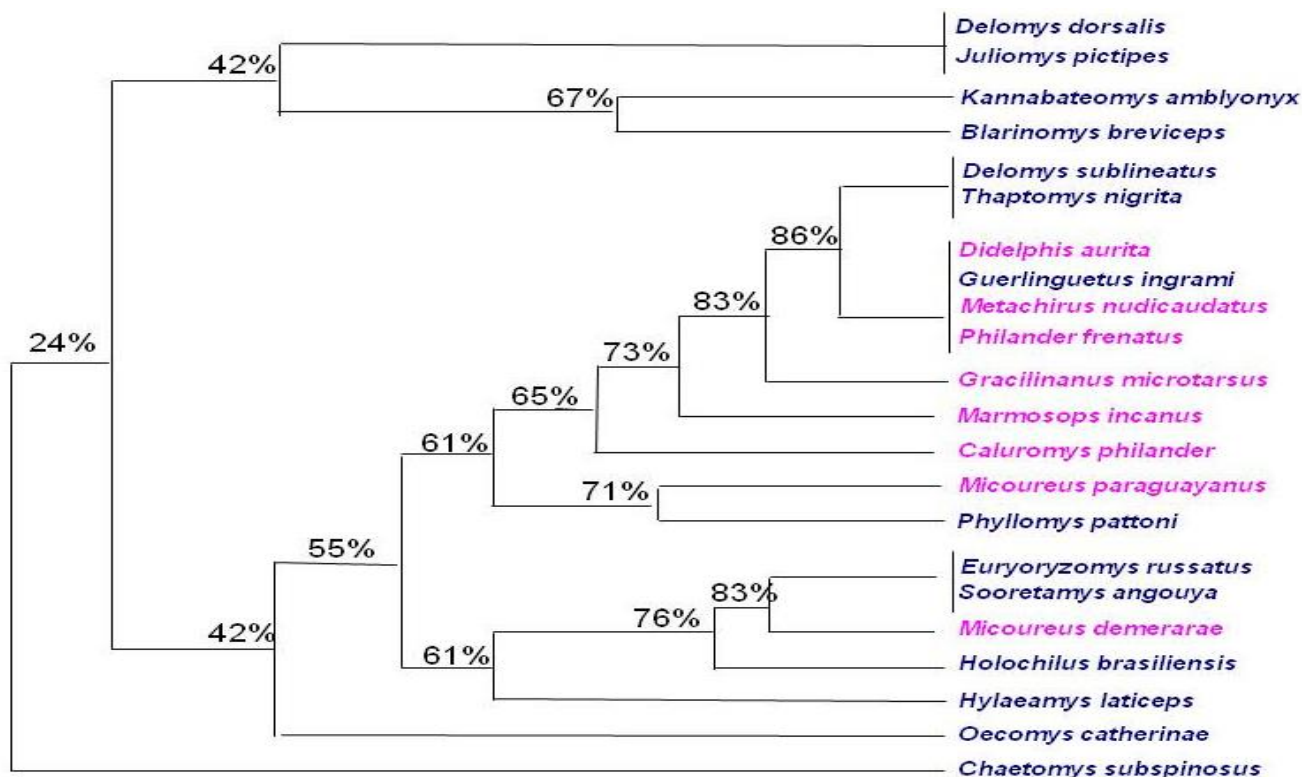 Delomys dorsalis
Juliomys pictipes
42%
67%
Kannabateomys amblyonyx
Blarinomys breviceps
Delomys sublineatus
Thaptomys nigrita
86%
Didelphis aurita
Guerlinguetus ingrami
83%
Metachirus nudicaudatus
24%
Philander frenatus
73%
Gracilinanus microtarsus
65%
Marmosops incanus
61%
Caluromys philander
71%
Micoureus paraguayanus
Phyllomys pattoni
55%
Euryoryzomys russatus
83%
Sooretamys angouya
76%
42%
Micoureus demerarae
61%
Holochilus brasiliensis
Hylaeamys laticeps
Oecomys catherinae
Chaetomys subspinosus